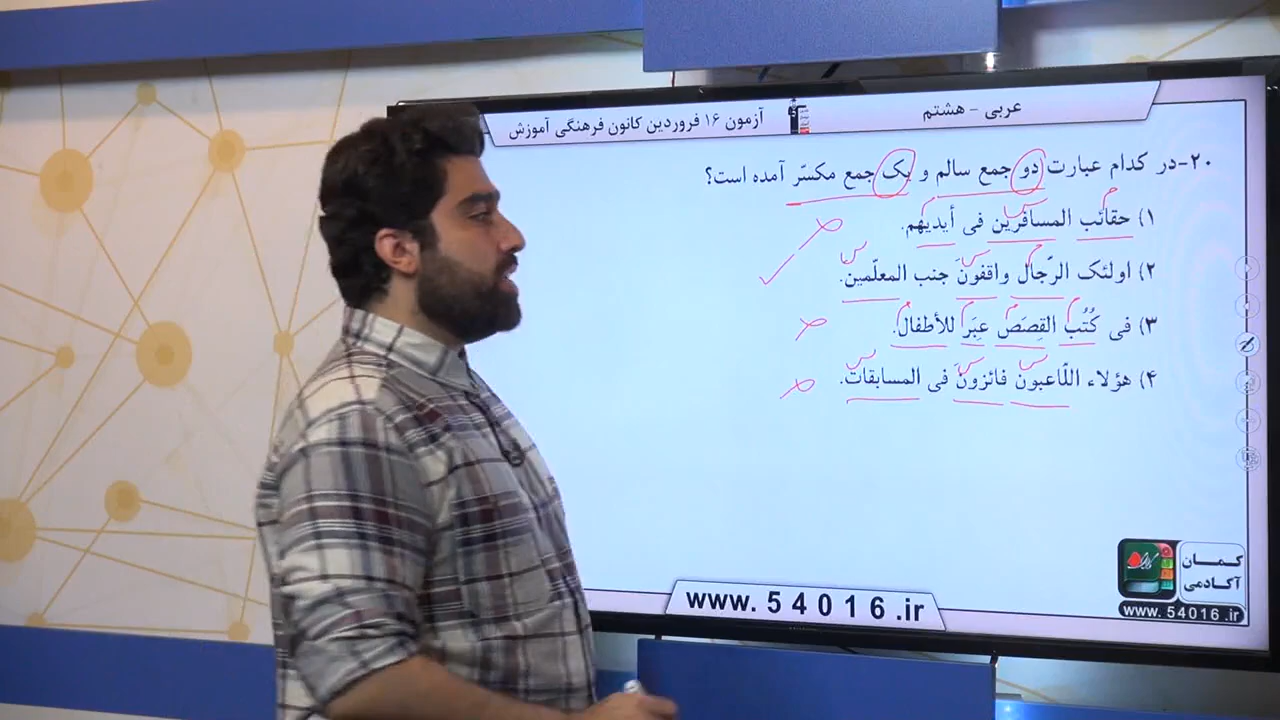 عربی - هشتم
آزمون ۱۶ فروردین کانون فرهنگی آموزش
۲۰-در کدام عبارت دو جمع سالم و یک جمع مکسّر آمده است؟
۱) حقائب المسافرین فی أیدیهم.
۲) اولئک الرّجال واقفونَ جنب المعلّمین.
۳) فی کُتُب القِصَص عِبَر للأطفال.
۴) هؤلاء اللّاعبون فائزونَ فی المسابقات.
کمان
آکادمی
www. 54016 .ir
www. 54016 .ir